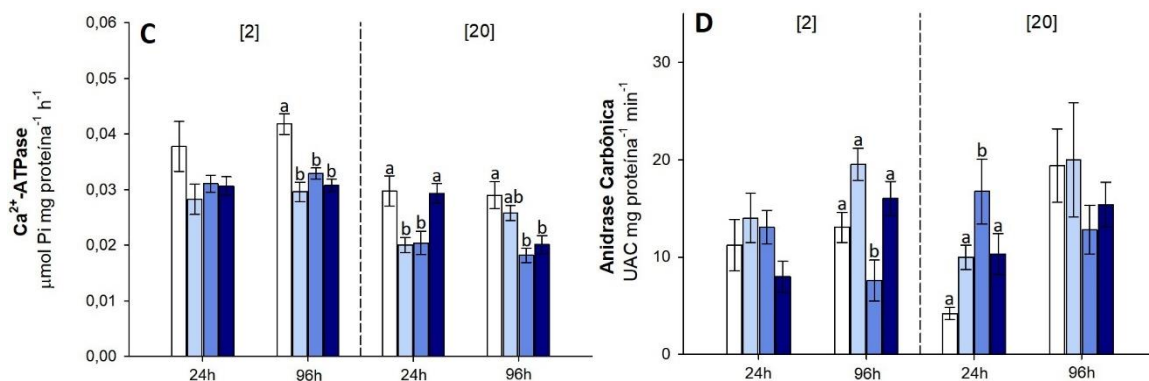 C
[2]
[20]
Ca²⁺-ATPase
µmol Pi mg proteína⁻¹ h⁻¹
0,06
0,05
0,04
0,03
0,02
0,01
0,00
a
b
b
b
a
b
b
a
a
ab
b
b
24h
96h
24h
96h
D
[2]
[20]
Anidrase Carbônica
UAC mg proteína⁻¹ min⁻¹
30
20
10
0
a
a
b
a
a
a
b
a
24h
96h
24h
96h